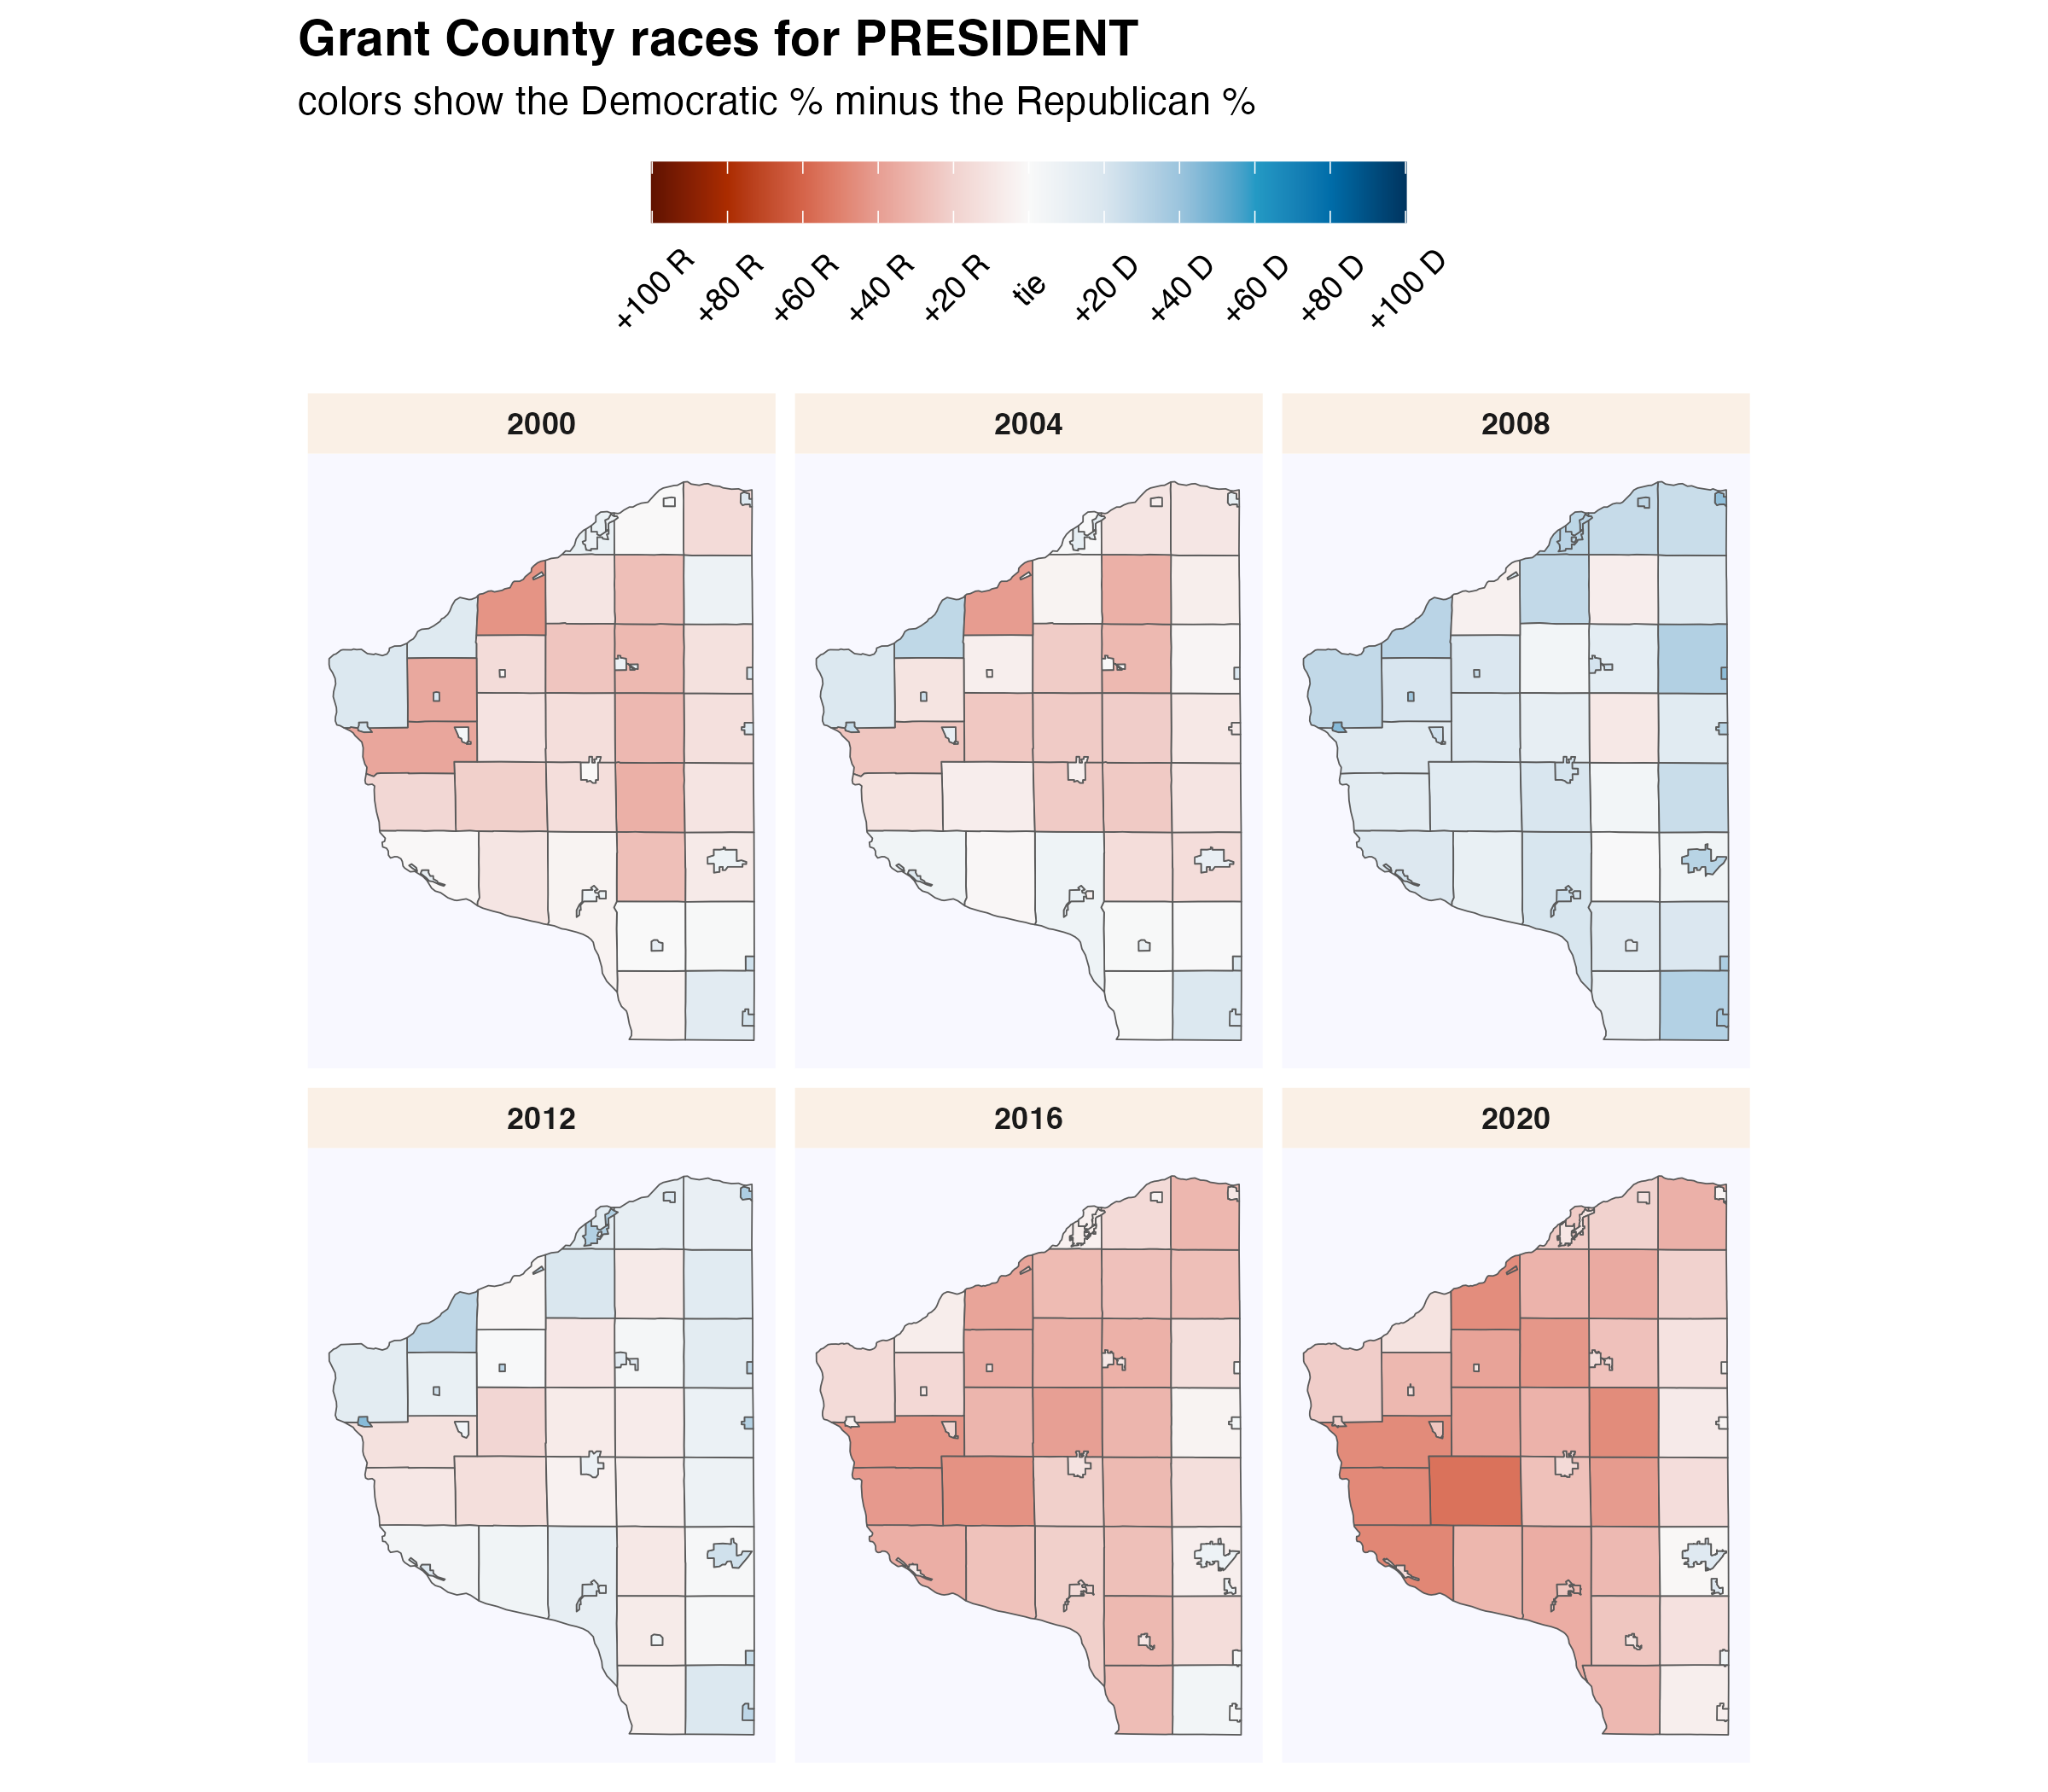 Grant County races for PRESIDENT
colors show the Democratic % minus the Republican %
+100 R +80 R +60 R +40 R +20 R tie +20 D +40 D +60 D +80 D +100 D
2000 2004 2008
2012 2016 2020